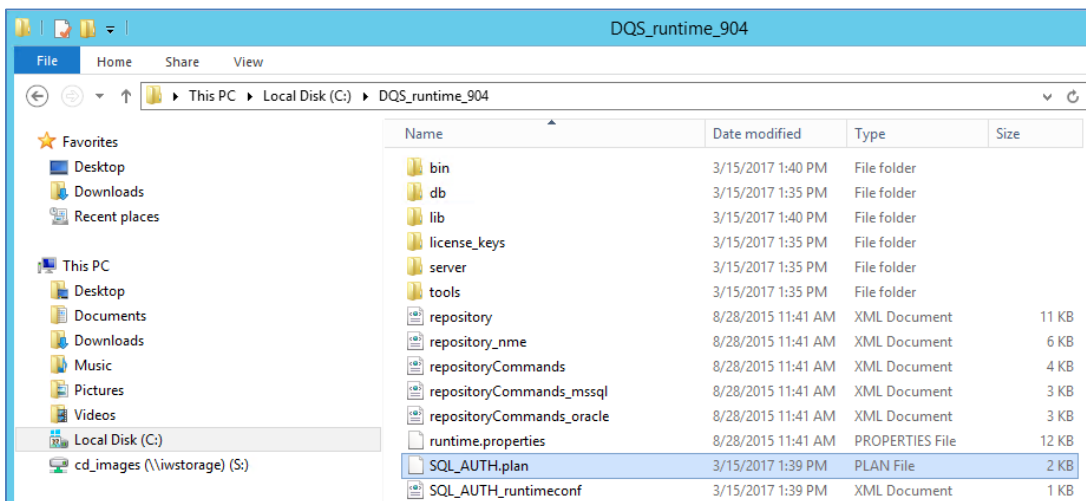 DQS_runtime_904
File Home Share View
This PC Local Disk (C:) DQS_runtime_904
Favorites
Desktop
Downloads
Recent places
This PC
Desktop
Documents
Downloads
Music
Pictures
Videos
Local Disk (C:)
cd_images (\\iwstorage) (S:)
Name Date modified Type Size
bin 3/15/2017 1:40 PM File folder
db 3/15/2017 1:35 PM File folder
lib 3/15/2017 1:40 PM File folder
license_keys 3/15/2017 1:35 PM File folder
server 3/15/2017 1:35 PM File folder
tools 3/15/2017 1:35 PM File folder
repository 8/28/2015 11:41 AM XML Document 11 KB
repository_nme 8/28/2015 11:41 AM XML Document 6 KB
repositoryCommands 8/28/2015 11:41 AM XML Document 4 KB
repositoryCommands_mssql 8/28/2015 11:41 AM XML Document 3 KB
repositoryCommands_oracle 8/28/2015 11:41 AM XML Document 3 KB
runtime.properties 8/28/2015 11:41 AM PROPERTIES File 12 KB
SQL_AUTH.plan 3/15/2017 1:39 PM PLAN File 2 KB
SQL_AUTH_runtimeconf 3/15/2017 1:39 PM XML Document 1 KB